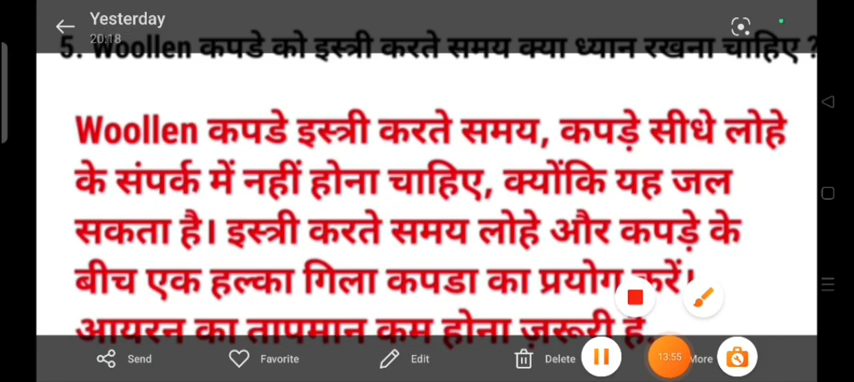 Yesterday
20:18
5. Woollen कपडे को इस्त्री करते समय क्या ध्यान रखना चाहिए ?
Woollen कपडे इस्त्री करते समय, कपड़े सीधे लोहे
के संपर्क में नहीं होना चाहिए, क्योंकि यह जल
सकता है। इस्त्री करते समय लोहे और कपड़े के
बीच एक हल्का गिला कपडा का प्रयोग करें।
आयरन का तापमान कम होना ज़रूरी है.
Send Favorite Edit Delete More
13:55